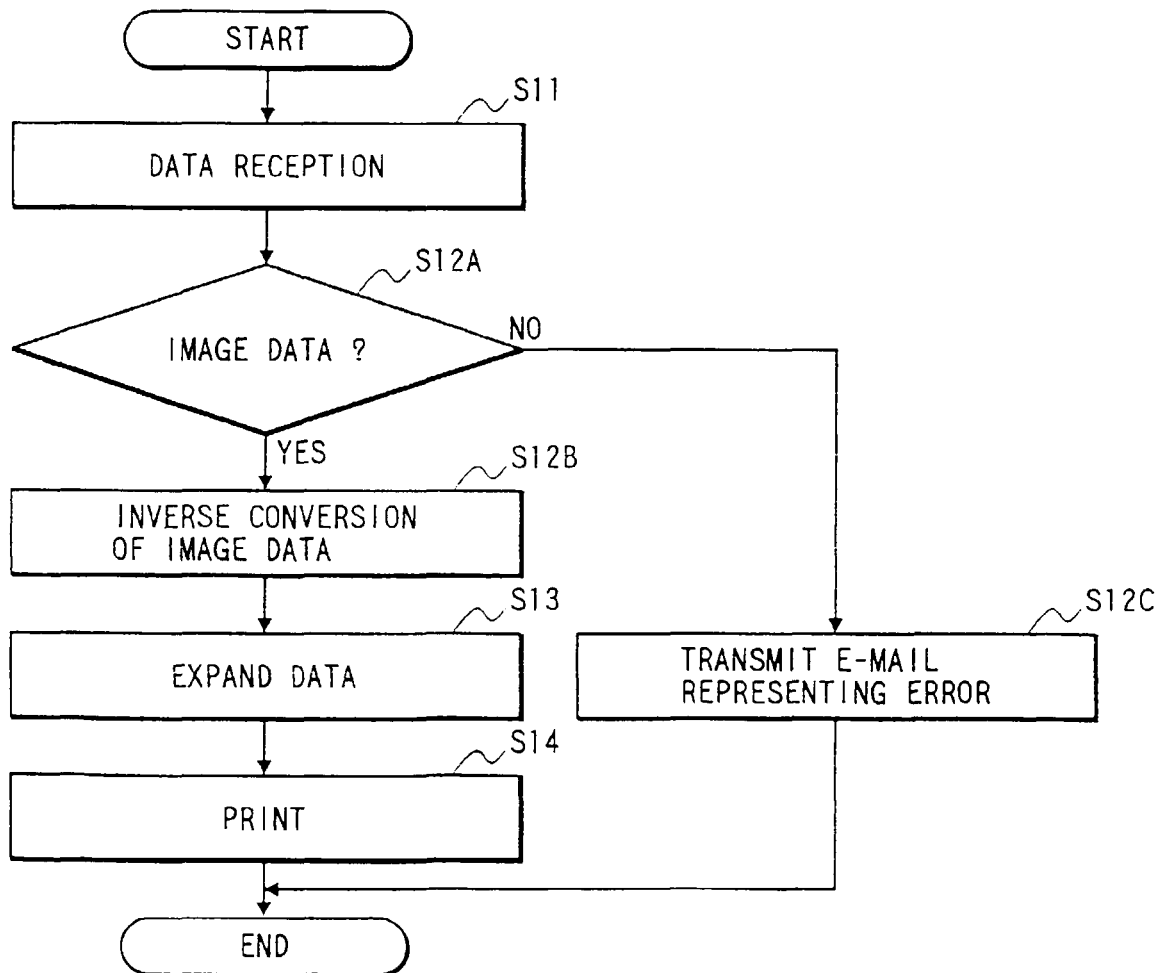 START
S11
DATA RECEPTION
S12A
IMAGE DATA ?
NO
YES
S12B
INVERSE CONVERSION
OF IMAGE DATA
S13
EXPAND DATA
S12C
TRANSMIT E-MAIL
REPRESENTING ERROR
S14
PRINT
END